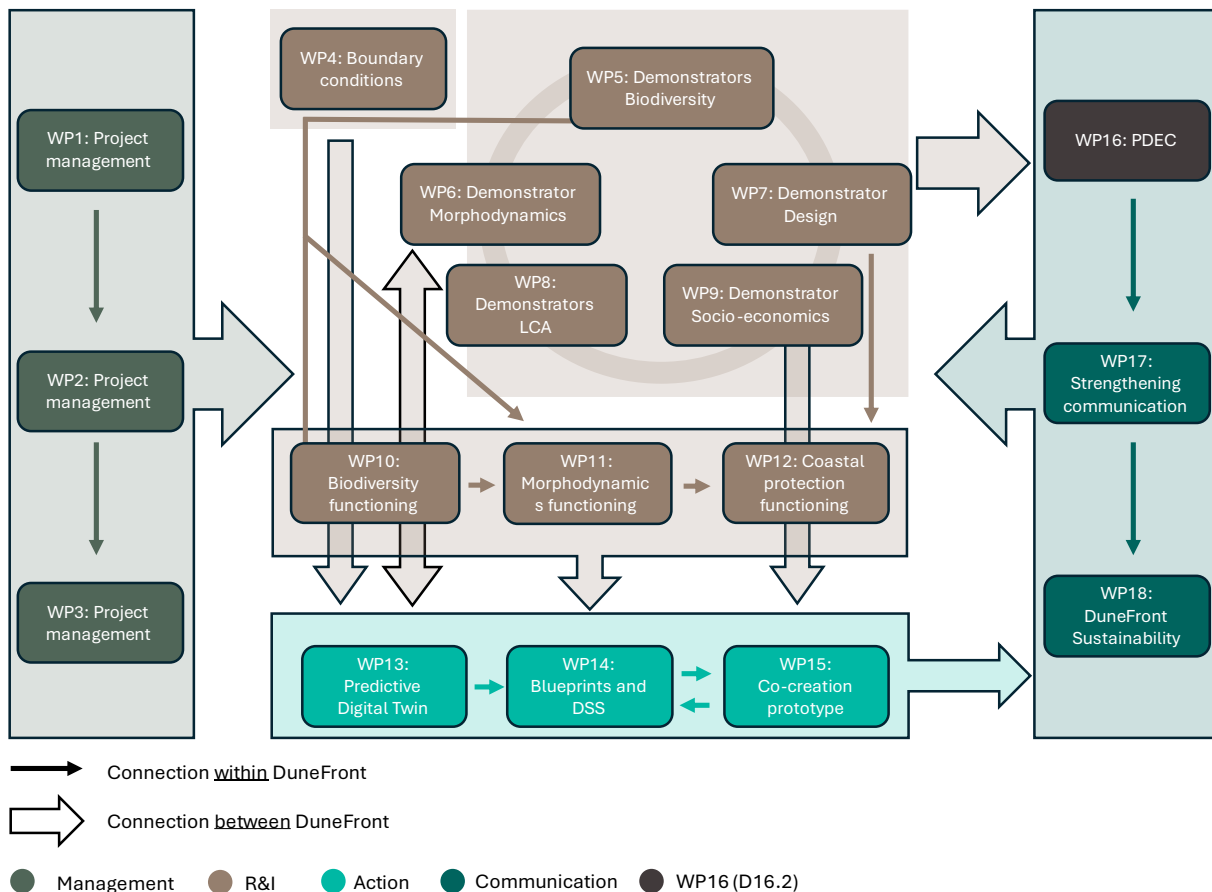 WP4: Boundary
conditions
WP5: Demonstrators
Biodiversity
WP1: Project
management
WP16: PDEC
WP6: Demonstrator
Morphodynamics
WP7: Demonstrator
Design
WP8:
Demonstrators
LCA
WP9: Demonstrator
Socio-economics
WP2: Project
management
WP17:
Strengthening
communication
WP10:
Biodiversity
functioning
WP11:
Morphodynamic
s functioning
WP12: Coastal
protection
functioning
WP3: Project
management
WP18:
DuneFront
Sustainability
WP13:
Predictive
Digital Twin
WP14:
Blueprints and
DSS
WP15:
Co-creation
prototype
Connection within DuneFront
Connection between DuneFront
Management R&I Action Communication WP16 (D16.2)